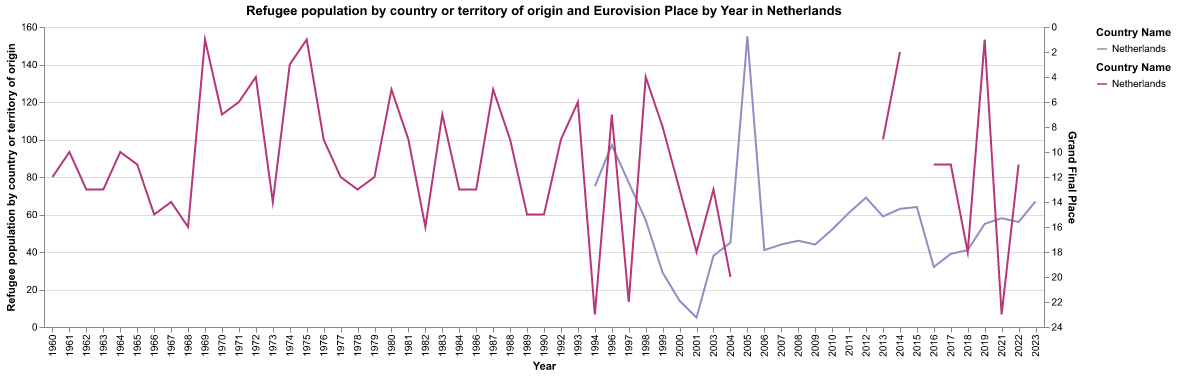 Refugee population by country or territory of origin and Eurovision Place by Year in Netherlands
Refugee population by country or territory of origin
160
140
120
100
80
60
40
20
0
0
2
4
6
8
10
12
14
16
18
20
22
24
Grand Final Place
1960 1961 1962 1963 1964 1965 1966 1967 1968 1969 1970 1971 1972 1973 1974 1975 1976 1977 1978 1979 1980 1981 1982 1983 1984 1986 1987 1988 1989 1990 1992 1993 1994 1996 1997 1998 1999 2000 2001 2003 2004 2005 2006 2007 2008 2009 2010 2011 2012 2013 2014 2015 2016 2017 2018 2019 2021 2022 2023
Year
Country Name
Netherlands
Country Name
Netherlands